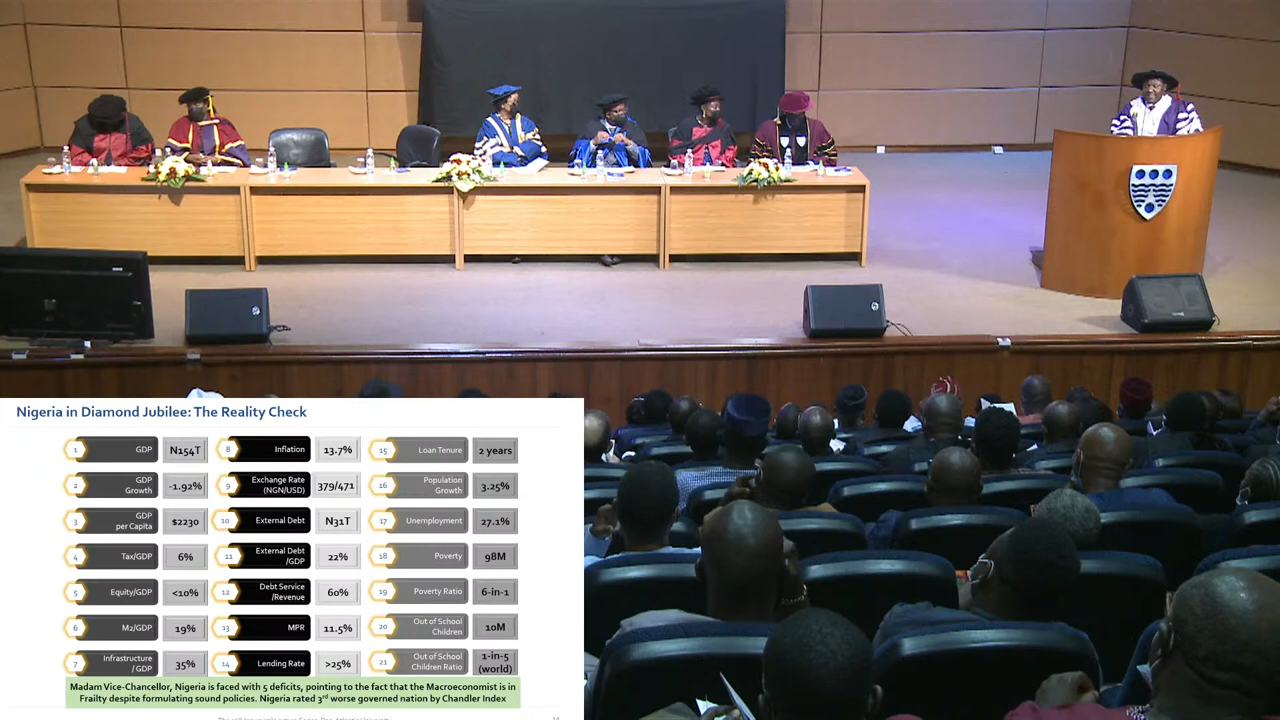 Nigeria in Diamond Jubilee: The Reality Check
1 GDP N154T
2 GDP Growth -1.92%
3 GDP per Capita $2230
4 Tax/GDP 6%
5 Equity/GDP <10%
6 M2/GDP 19%
7 Infrastructure / GDP 35%
8 Inflation 13.7%
9 Exchange Rate (NGN/USD) 379/471
10 External Debt N31T
11 External Debt /GDP 22%
12 Debt Service /Revenue 60%
13 MPR 11.5%
14 Lending Rate >25%
15 Loan Tenure 2 years
16 Population Growth 3.25%
17 Unemployment 27.1%
18 Poverty 98M
19 Poverty Ratio 6-in-1
20 Out of School Children 10M
21 Out of School Children Ratio 1-in-5 (world)
Madam Vice-Chancellor, Nigeria is faced with 5 deficits, pointing to the fact that the Macroeconomist is in
Frailty despite formulating sound policies. Nigeria rated 3rd worse governed nation by Chandler Index